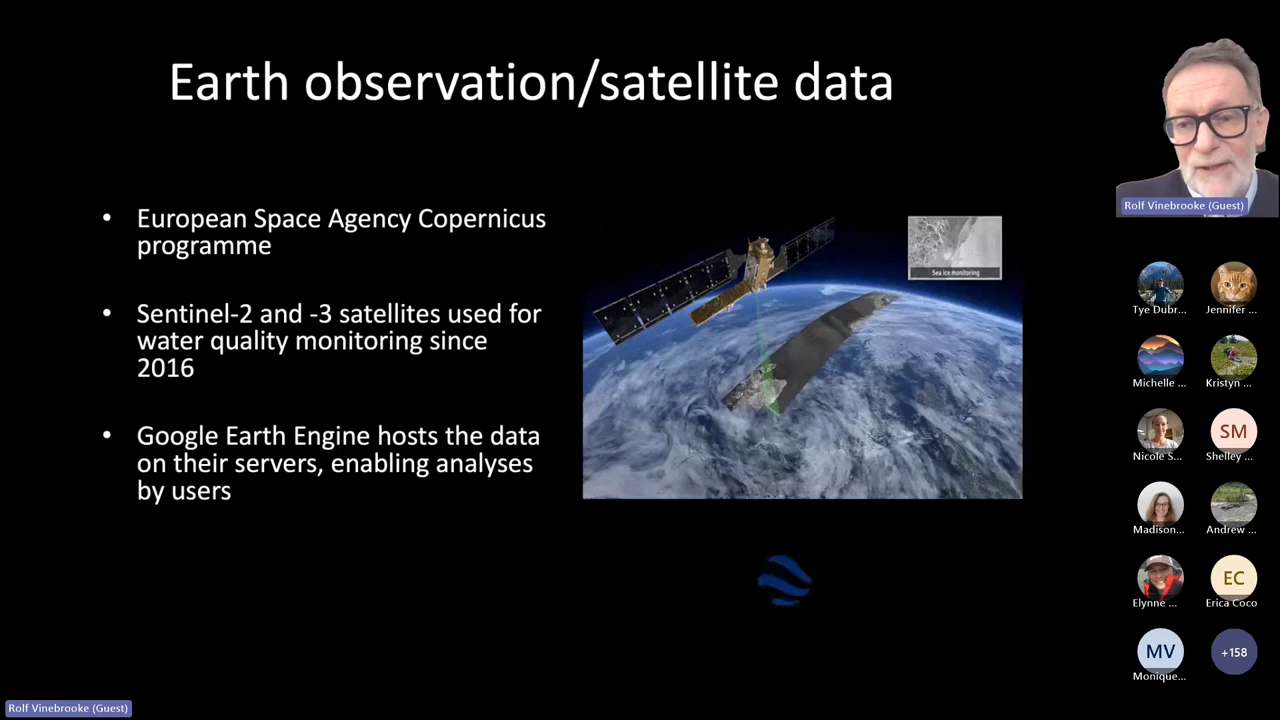 Earth observation/satellite data
• European Space Agency Copernicus
programme
• Sentinel-2 and -3 satellites used for
water quality monitoring since
2016
• Google Earth Engine hosts the data
on their servers, enabling analyses
by users
Sea ice monitoring
Rolf Vinebrooke (Guest)
Tye Dubr...
Jennifer ...
Michelle ...
Kristyn ...
Nicole S...
SM
Shelley ...
Madison...
Andrew ...
Elynne ...
EC
Erica Coco
MV
Monique...
+158
Rolf Vinebrooke (Guest)